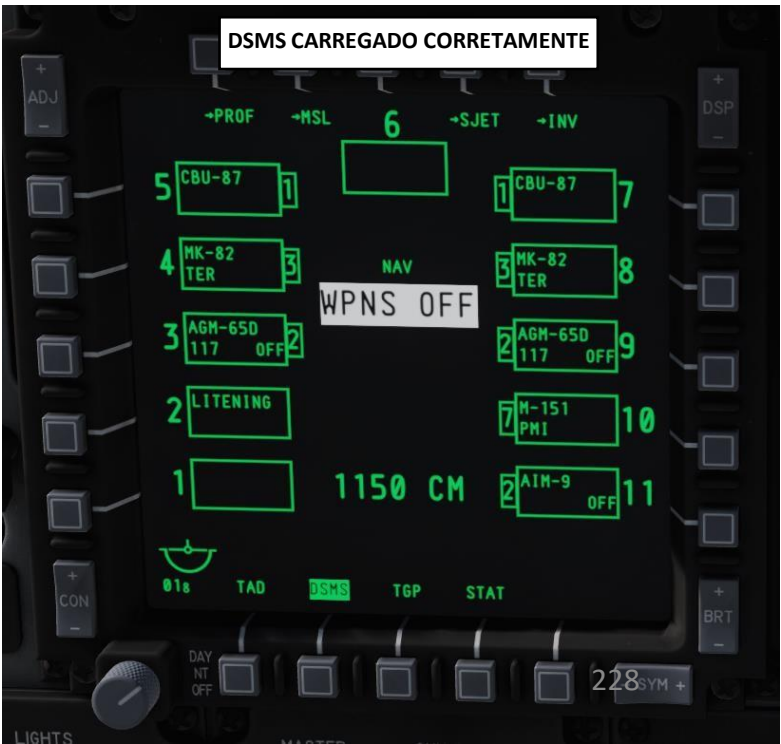 DSMS CARREGADO CORRETAMENTE
+
ADJ
-
+
DSP
-
→PROF →MSL 6 →SJET →INV
5 CBU-87 1
1 CBU-87 7
4 MK-82 TER 3
NAV
3 MK-82 TER 8
WPNS OFF
3 AGM-65D 117 OFF 2
2 AGM-65D 117 OFF 9
2 LITENING
7 M-151 PMI 10
1
1150 CM
2 AIM-9 OFF 11
018 TAD DSMS TGP STAT
+
CON
-
+
BRT
-
DAY
NT
OFF
228
SYM +
LIGHTS